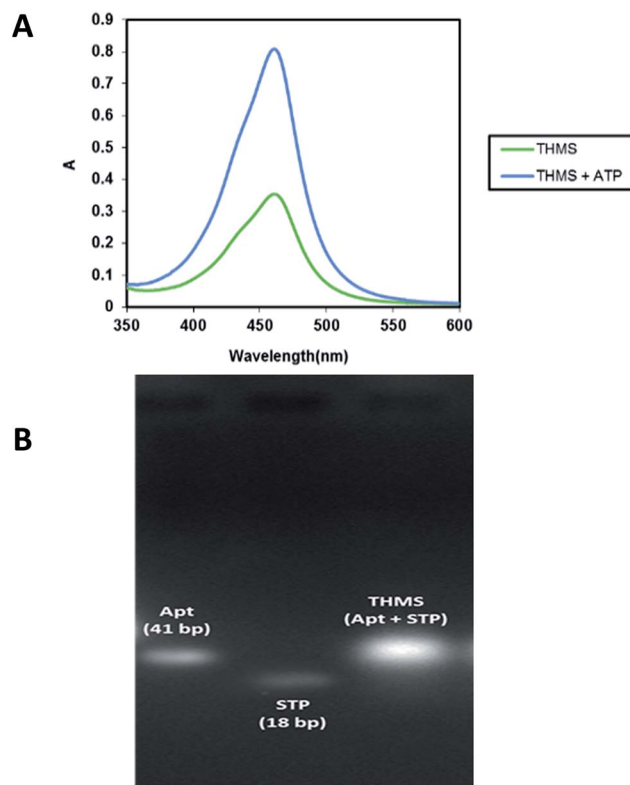 A
0.9
0.8
0.7
0.6
0.5
0.4
0.3
0.2
0.1
0
A
350 400 450 500 550 600
Wavelength(nm)
THMS
THMS + ATP
B
Apt
(41 bp)
THMS
(Apt + STP)
STP
(18 bp)